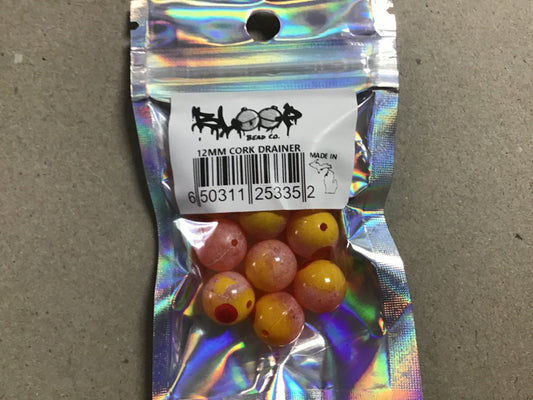 BLOOP
BEAD CO.
12MM CORK DRAINER
MADE IN
6 50311 25335 2